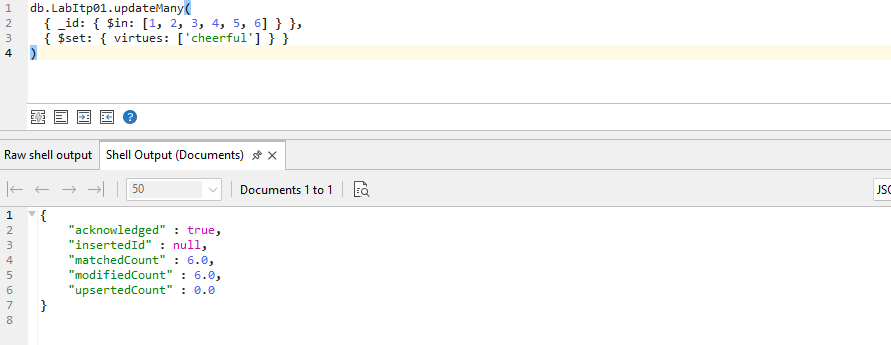 1 db.LabItp01.updateMany(
2 { _id: { $in: [1, 2, 3, 4, 5, 6] } },
3 { $set: { virtues: ['cheerful'] } }
4 )
?
Raw shell output Shell Output (Documents)
50 Documents 1 to 1 JSO
1 {
2 "acknowledged" : true,
3 "insertedId" : null,
4 "matchedCount" : 6.0,
5 "modifiedCount" : 6.0,
6 "upsertedCount" : 0.0
7 }
8